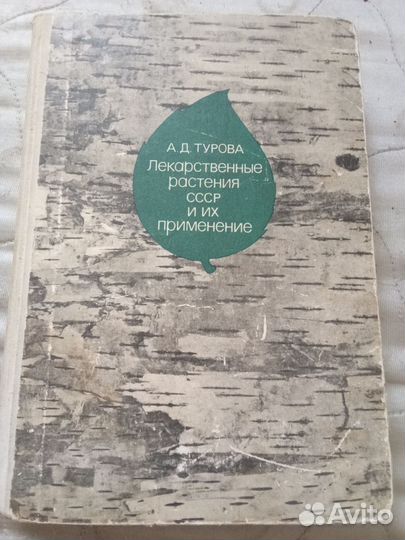 А. Д. ТУРОВА
Лекарственные
растения
СССР
и их
применение
Avito